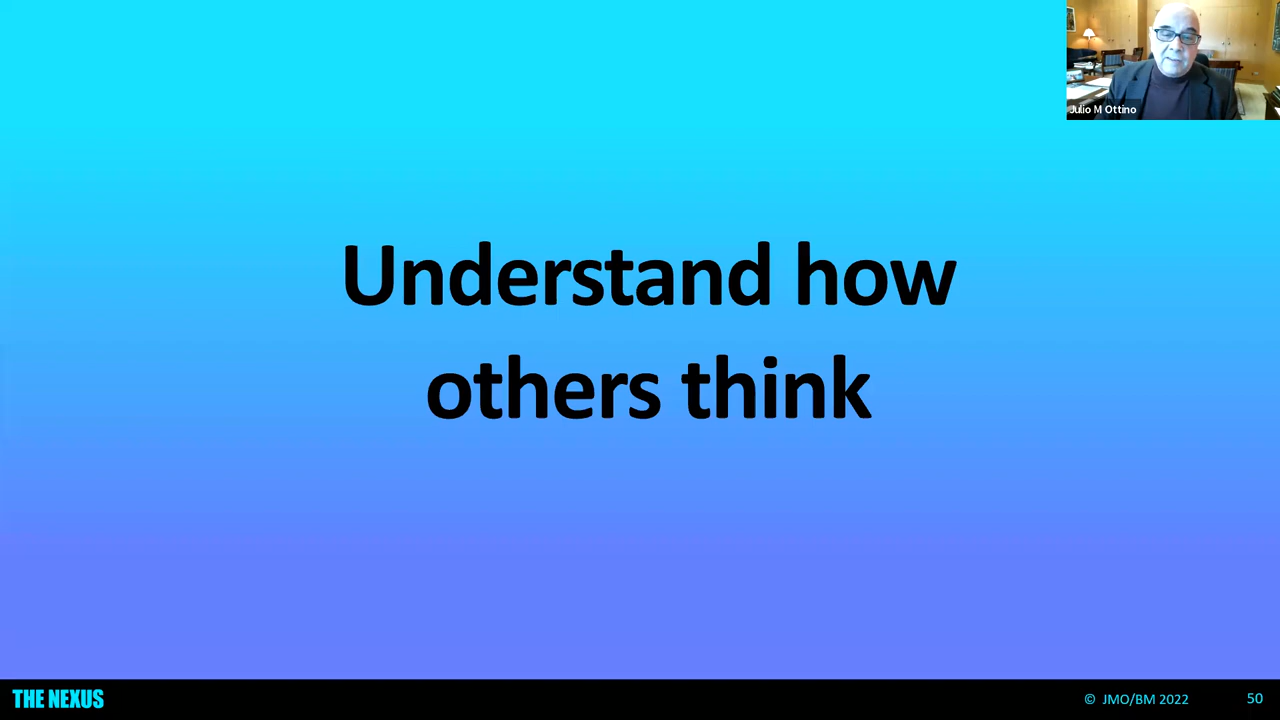 Julio M Ottino
Understand how
others think
THE NEXUS
© JMO/BM 2022
50